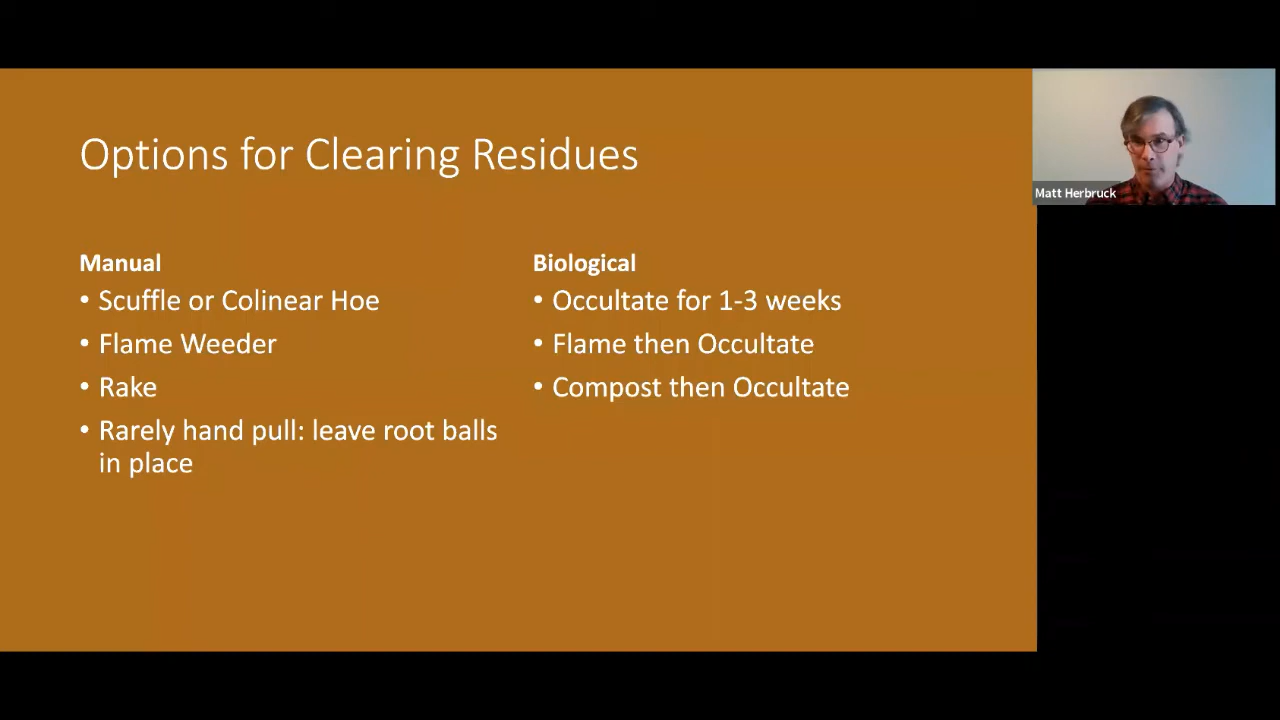 Options for Clearing Residues
Matt Herbruck
Manual
• Scuffle or Colinear Hoe
• Flame Weeder
• Rake
• Rarely hand pull: leave root balls
in place
Biological
• Occultate for 1-3 weeks
• Flame then Occultate
• Compost then Occultate